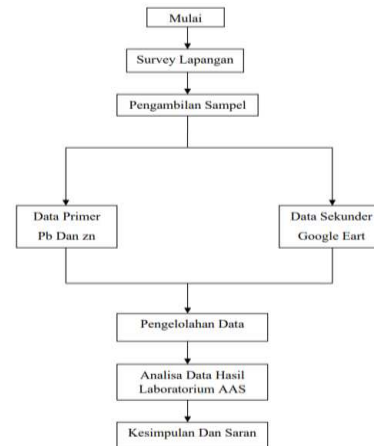 Mulai
Survey Lapangan
Pengambilan Sampel
Data Primer
Pb Dan zn
Data Sekunder
Google Eart
Pengelolahan Data
Analisa Data Hasil
Laboratorium AAS
Kesimpulan Dan Saran